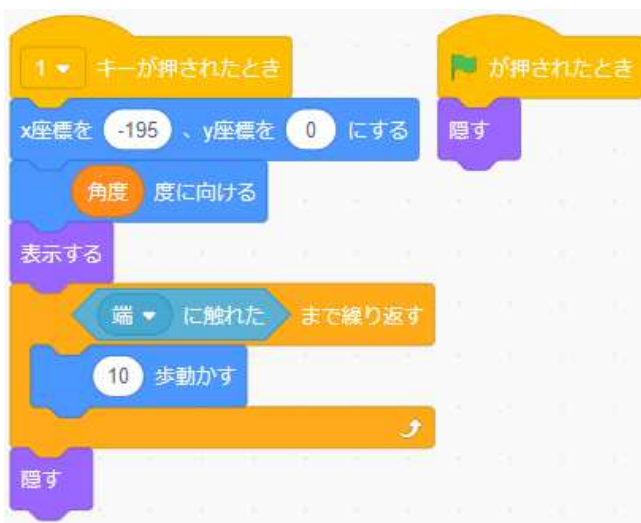 1 キーが押されたとき
x座標を -195 、y座標を 0 にする
角度 度に向ける
表示する
端 に触れた まで繰り返す
10 歩動かす
隠す
が押されたとき
隠す